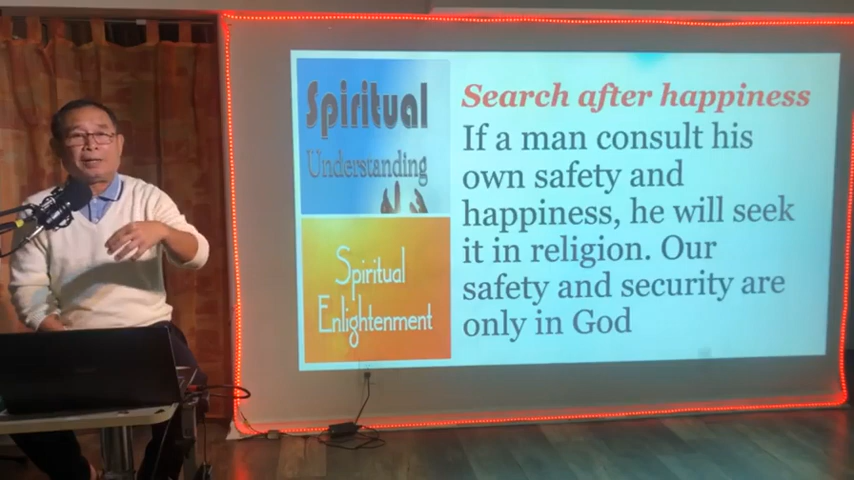 Spiritual
Understanding
Spiritual
Enlightenment
Search after happiness
If a man consult his
own safety and
happiness, he will seek
it in religion. Our
safety and security are
only in God